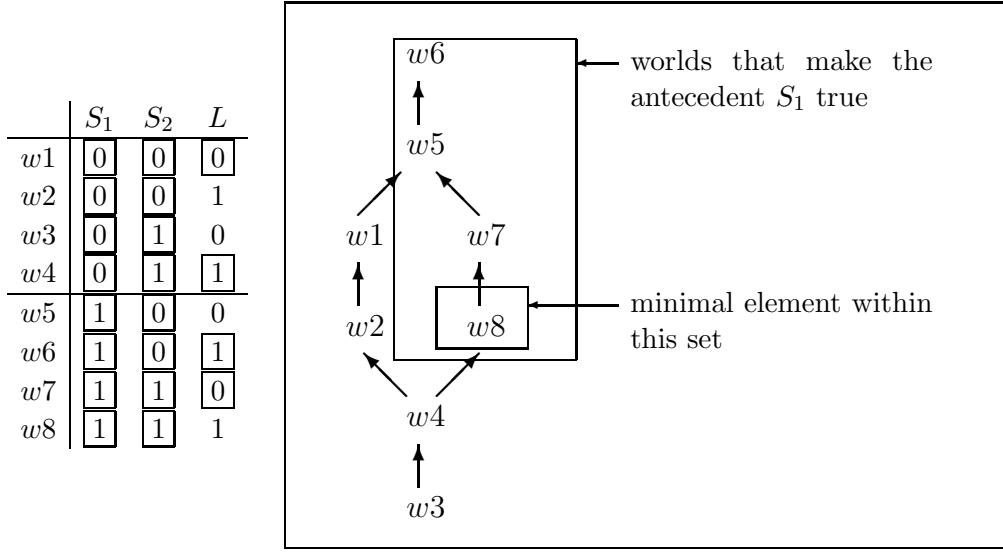 S₁ S₂ L
w1 0 0 0
w2 0 0 1
w3 0 1 0
w4 0 1 1
w5 1 0 0
w6 1 0 1
w7 1 1 0
w8 1 1 1
w6
w5
w1 w7
w2 w8
w4
w3
worlds that make the
antecedent S₁ true
minimal element within
this set